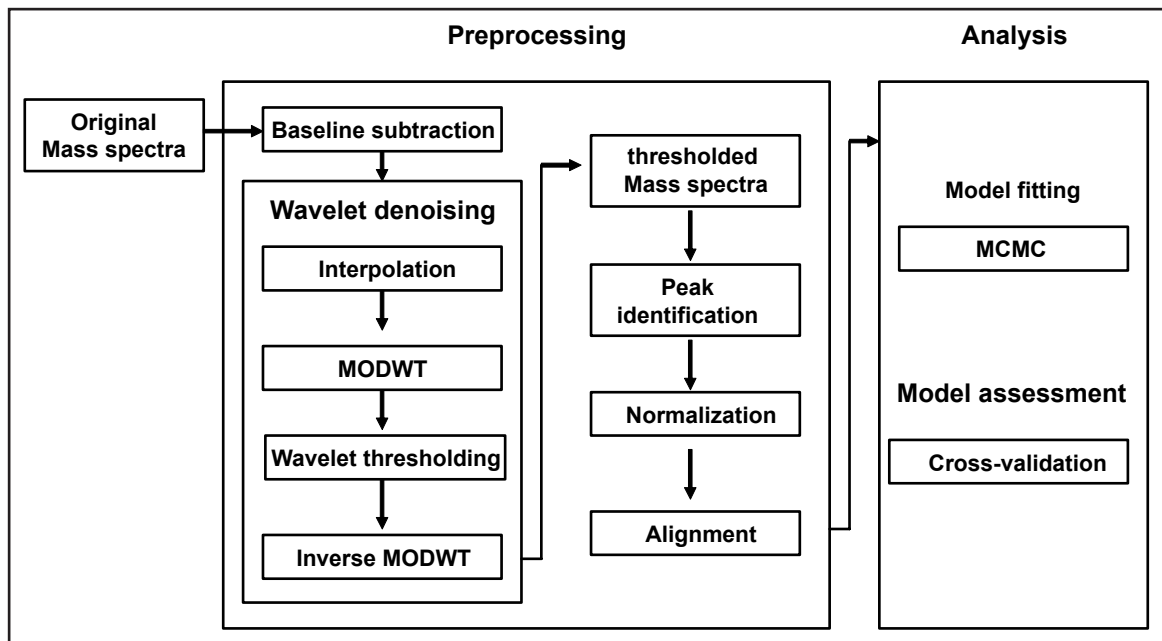 Preprocessing
Analysis
Original
Mass spectra
Baseline subtraction
Wavelet denoising
Interpolation
MODWT
Wavelet thresholding
Inverse MODWT
thresholded
Mass spectra
Peak
identification
Normalization
Alignment
Model fitting
MCMC
Model assessment
Cross-validation